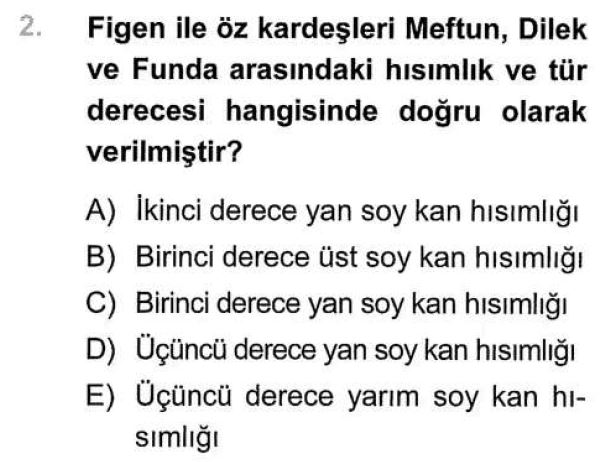 2. Figen ile öz kardeşleri Meftun, Dilek
ve Funda arasındaki hısımlık ve tür
derecesi hangisinde doğru olarak
verilmiştir?
A) İkinci derece yan soy kan hısımlığı
B) Birinci derece üst soy kan hısımlığı
C) Birinci derece yan soy kan hısımlığı
D) Üçüncü derece yan soy kan hısımlığı
E) Üçüncü derece yarım soy kan hı-
sımlığı